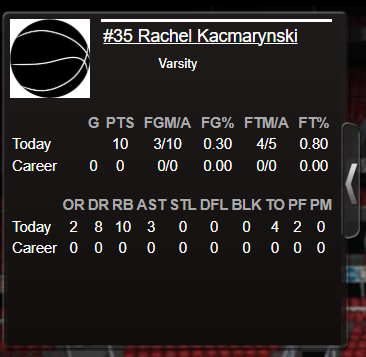 #35 Rachel Kacmarynski
Varsity
G PTS FGM/A FG% FTM/A FT%
Today 10 3/10 0.30 4/5 0.80
Career 0 0 0/0 0.00 0/0 0.00
OR DR RB AST STL DFL BLK TO PF PM
Today 2 8 10 3 0 0 0 4 2 0
Career 0 0 0 0 0 0 0 0 0 0